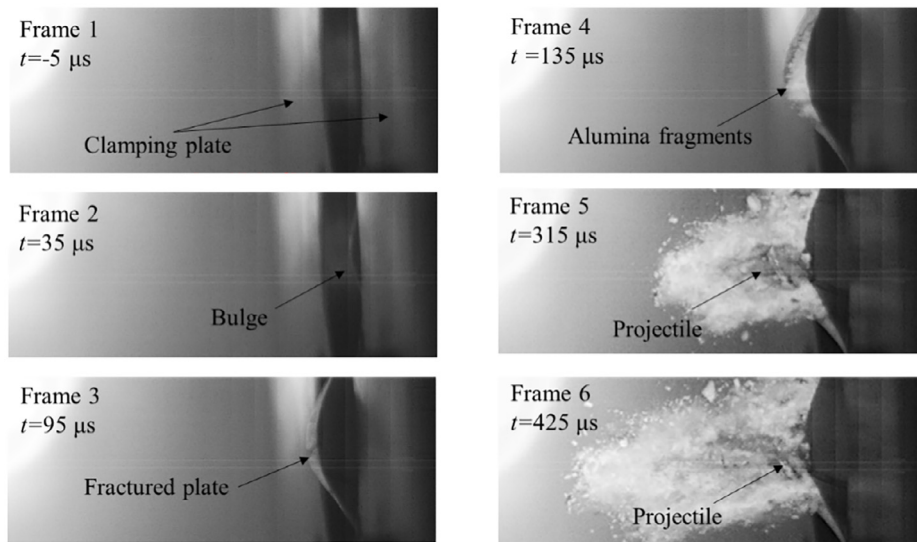 Frame 1
t=-5 µs
Clamping plate
Frame 2
t=35 µs
Bulge
Frame 3
t=95 µs
Fractured plate
Frame 4
t =135 µs
Alumina fragments
Frame 5
t=315 µs
Projectile
Frame 6
t=425 µs
Projectile